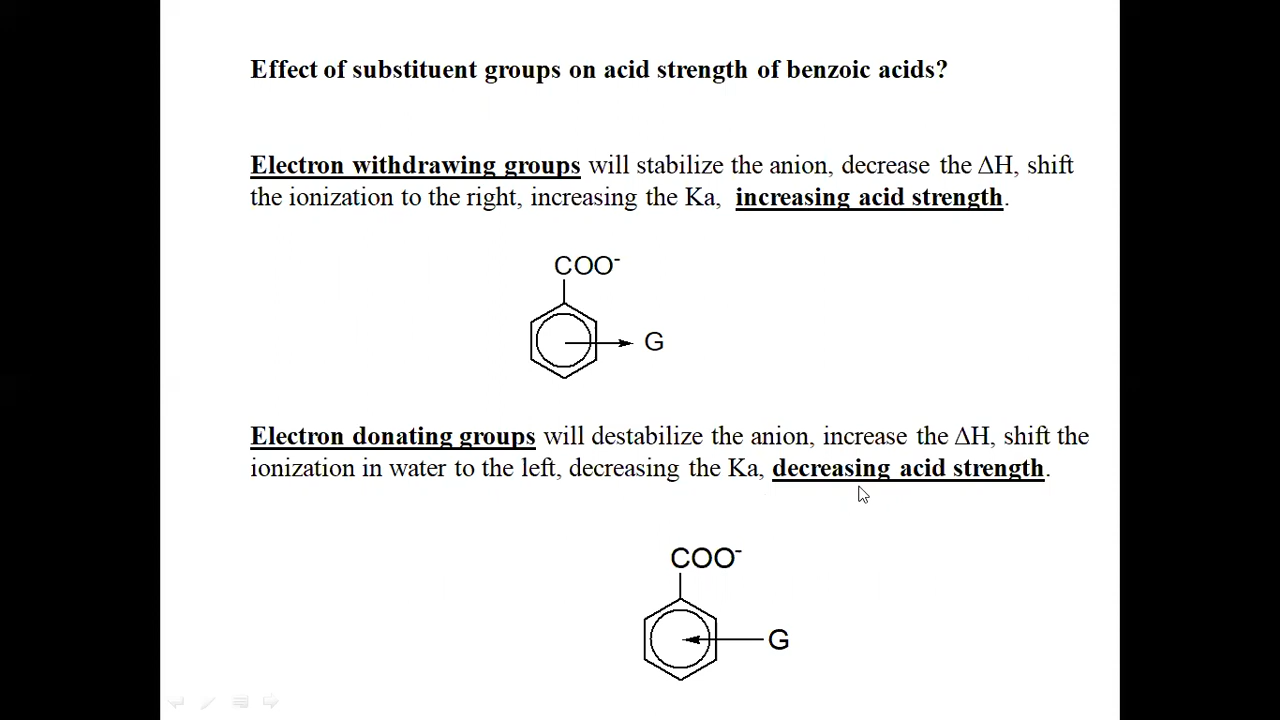 Effect of substituent groups on acid strength of benzoic acids?
Electron withdrawing groups will stabilize the anion, decrease the ΔH, shift
the ionization to the right, increasing the Ka, increasing acid strength.
COO-
G
Electron donating groups will destabilize the anion, increase the ΔH, shift the
ionization in water to the left, decreasing the Ka, decreasing acid strength.
COO-
G